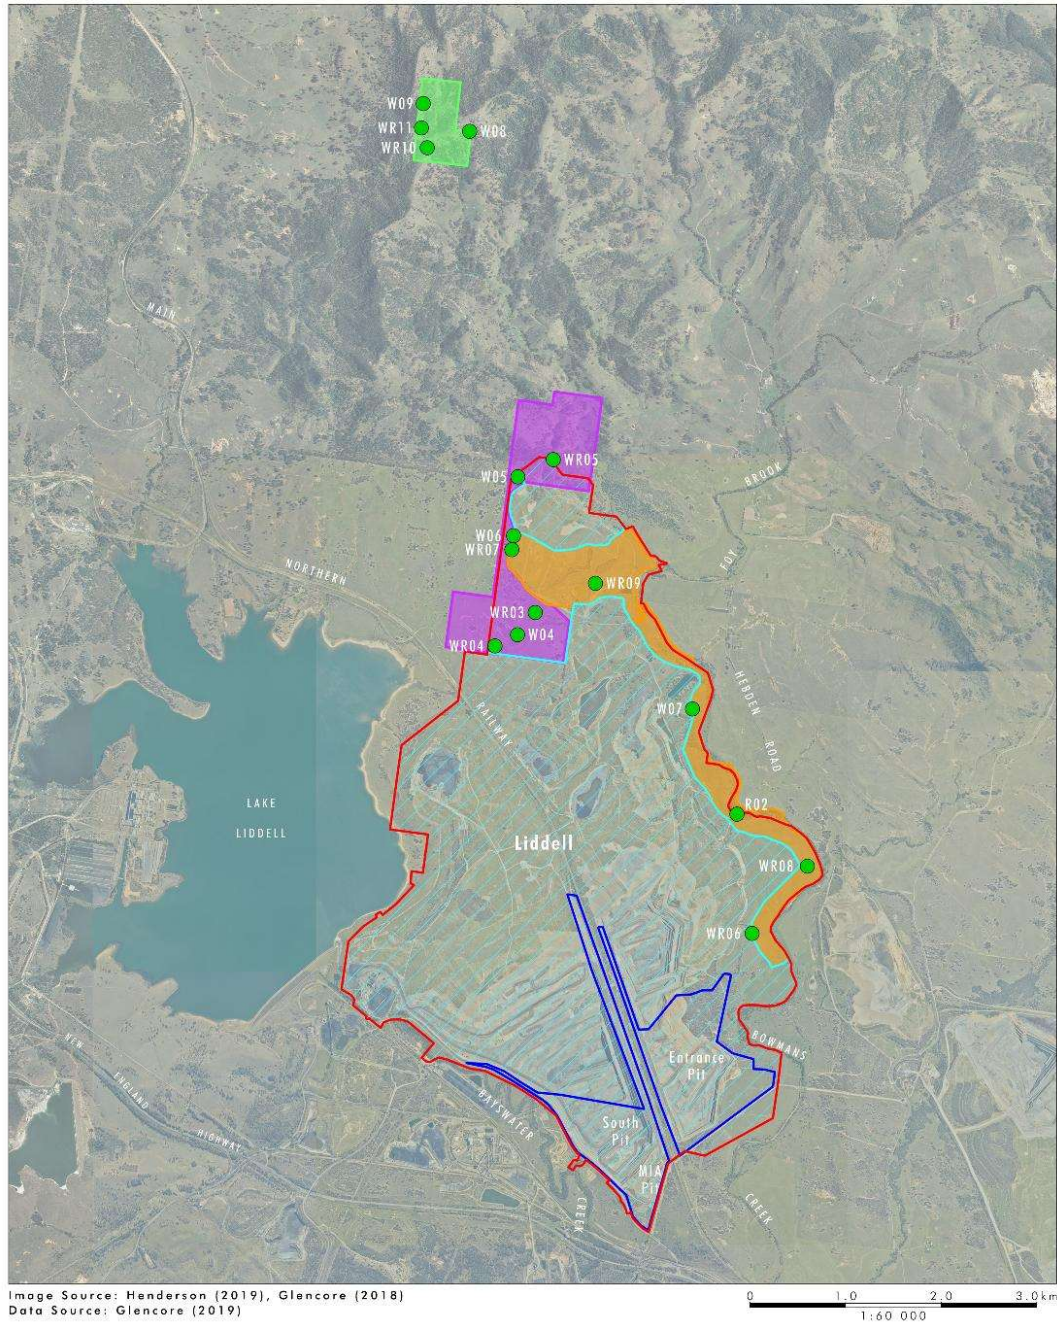 W09
WR11
W08
WR10
MAIN
WR05
W05
BROOK
W06
WR07
FOY
NORTHERN
WR09
WR03
W04
WR04
HEBDEN
ROAD
RAILWAY
W07
LAKE
LIDDELL
R02
Liddell
WR08
WR06
NEW
ENGLAND
HIGHWAY
BOWMANS
Entrance
Pit
BAYSWATER
South
Pit
MIA
Pit
CREEK
CREEK
Image Source: Henderson (2019), Glencore (2018)
Data Source: Glencore (2019)
0 1.0 2.0 3.0km
1:60 000